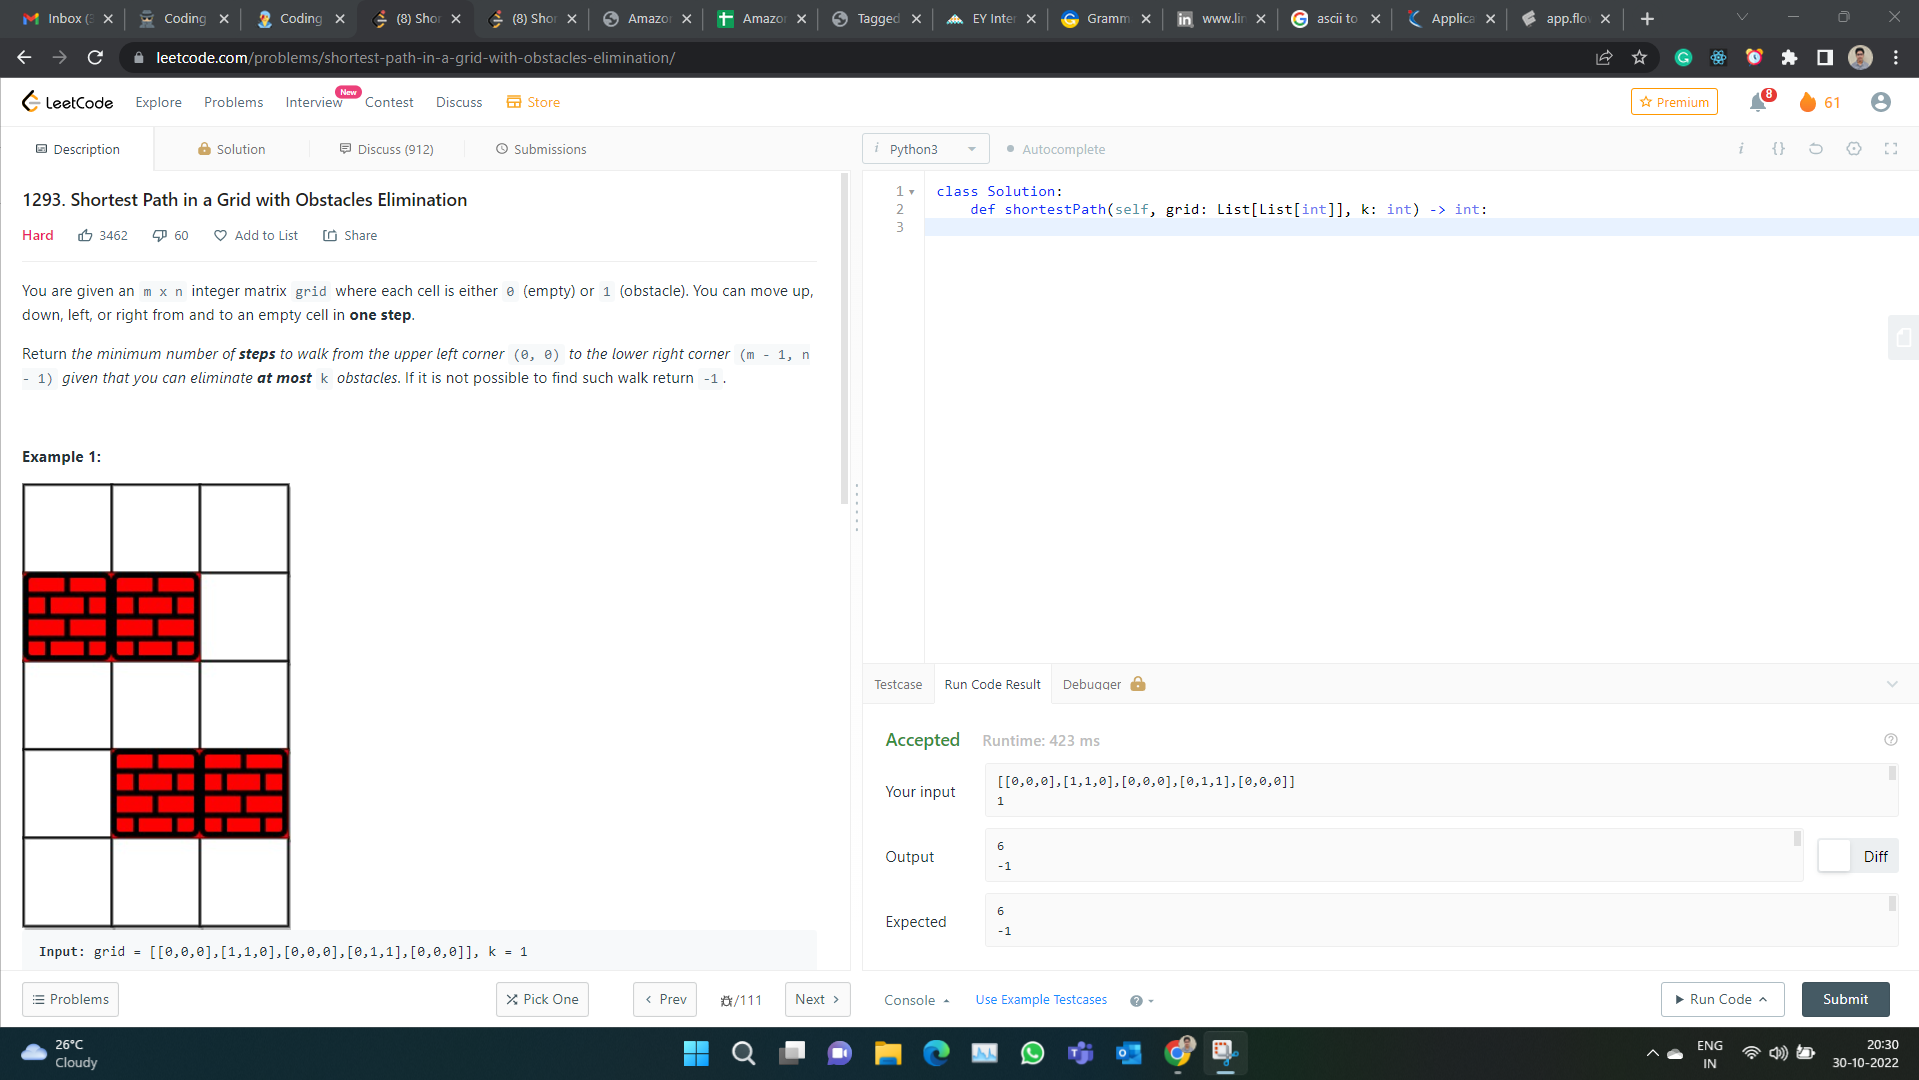 Inbox (3
Coding
Coding
(8) Shor
(8) Shor
Amazo
Amazo
Tagged
EY Inter
Gramm
www.lin
ascii to
Applica
app.flo
leetcode.com/problems/shortest-path-in-a-grid-with-obstacles-elimination/
LeetCode Explore Problems Interview New Contest Discuss Store
Premium 8 61
Description Solution Discuss (912) Submissions
i Python3 Autocomplete i {}
1293. Shortest Path in a Grid with Obstacles Elimination
Hard 3462 60 Add to List Share
You are given an m x n integer matrix grid where each cell is either 0 (empty) or 1 (obstacle). You can move up,
down, left, or right from and to an empty cell in one step.
Return the minimum number of steps to walk from the upper left corner (0, 0) to the lower right corner (m - 1, n
- 1) given that you can eliminate at most k obstacles. If it is not possible to find such walk return -1.
Example 1:
Input: grid = [[0,0,0],[1,1,0],[0,0,0],[0,1,1],[0,0,0]], k = 1
Problems Pick One Prev /111 Next
1 class Solution:
2 def shortestPath(self, grid: List[List[int]], k: int) -> int:
3
Testcase Run Code Result Debugger
Accepted Runtime: 423 ms
Your input
[[0,0,0],[1,1,0],[0,0,0],[0,1,1],[0,0,0]]
1
Output
6
-1
Diff
Expected
6
-1
Console Use Example Testcases Run Code Submit
26°C
Cloudy
ENG
IN
20:30
30-10-2022